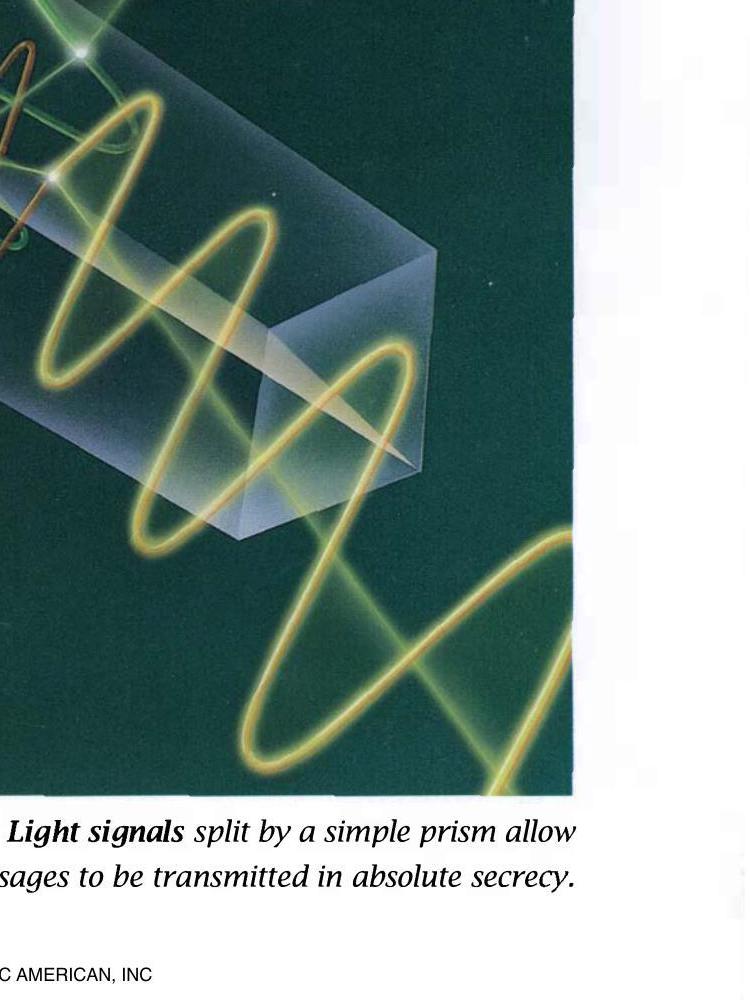 Light signals split by a simple prism allow
sages to be transmitted in absolute secrecy.
C AMERICAN, INC